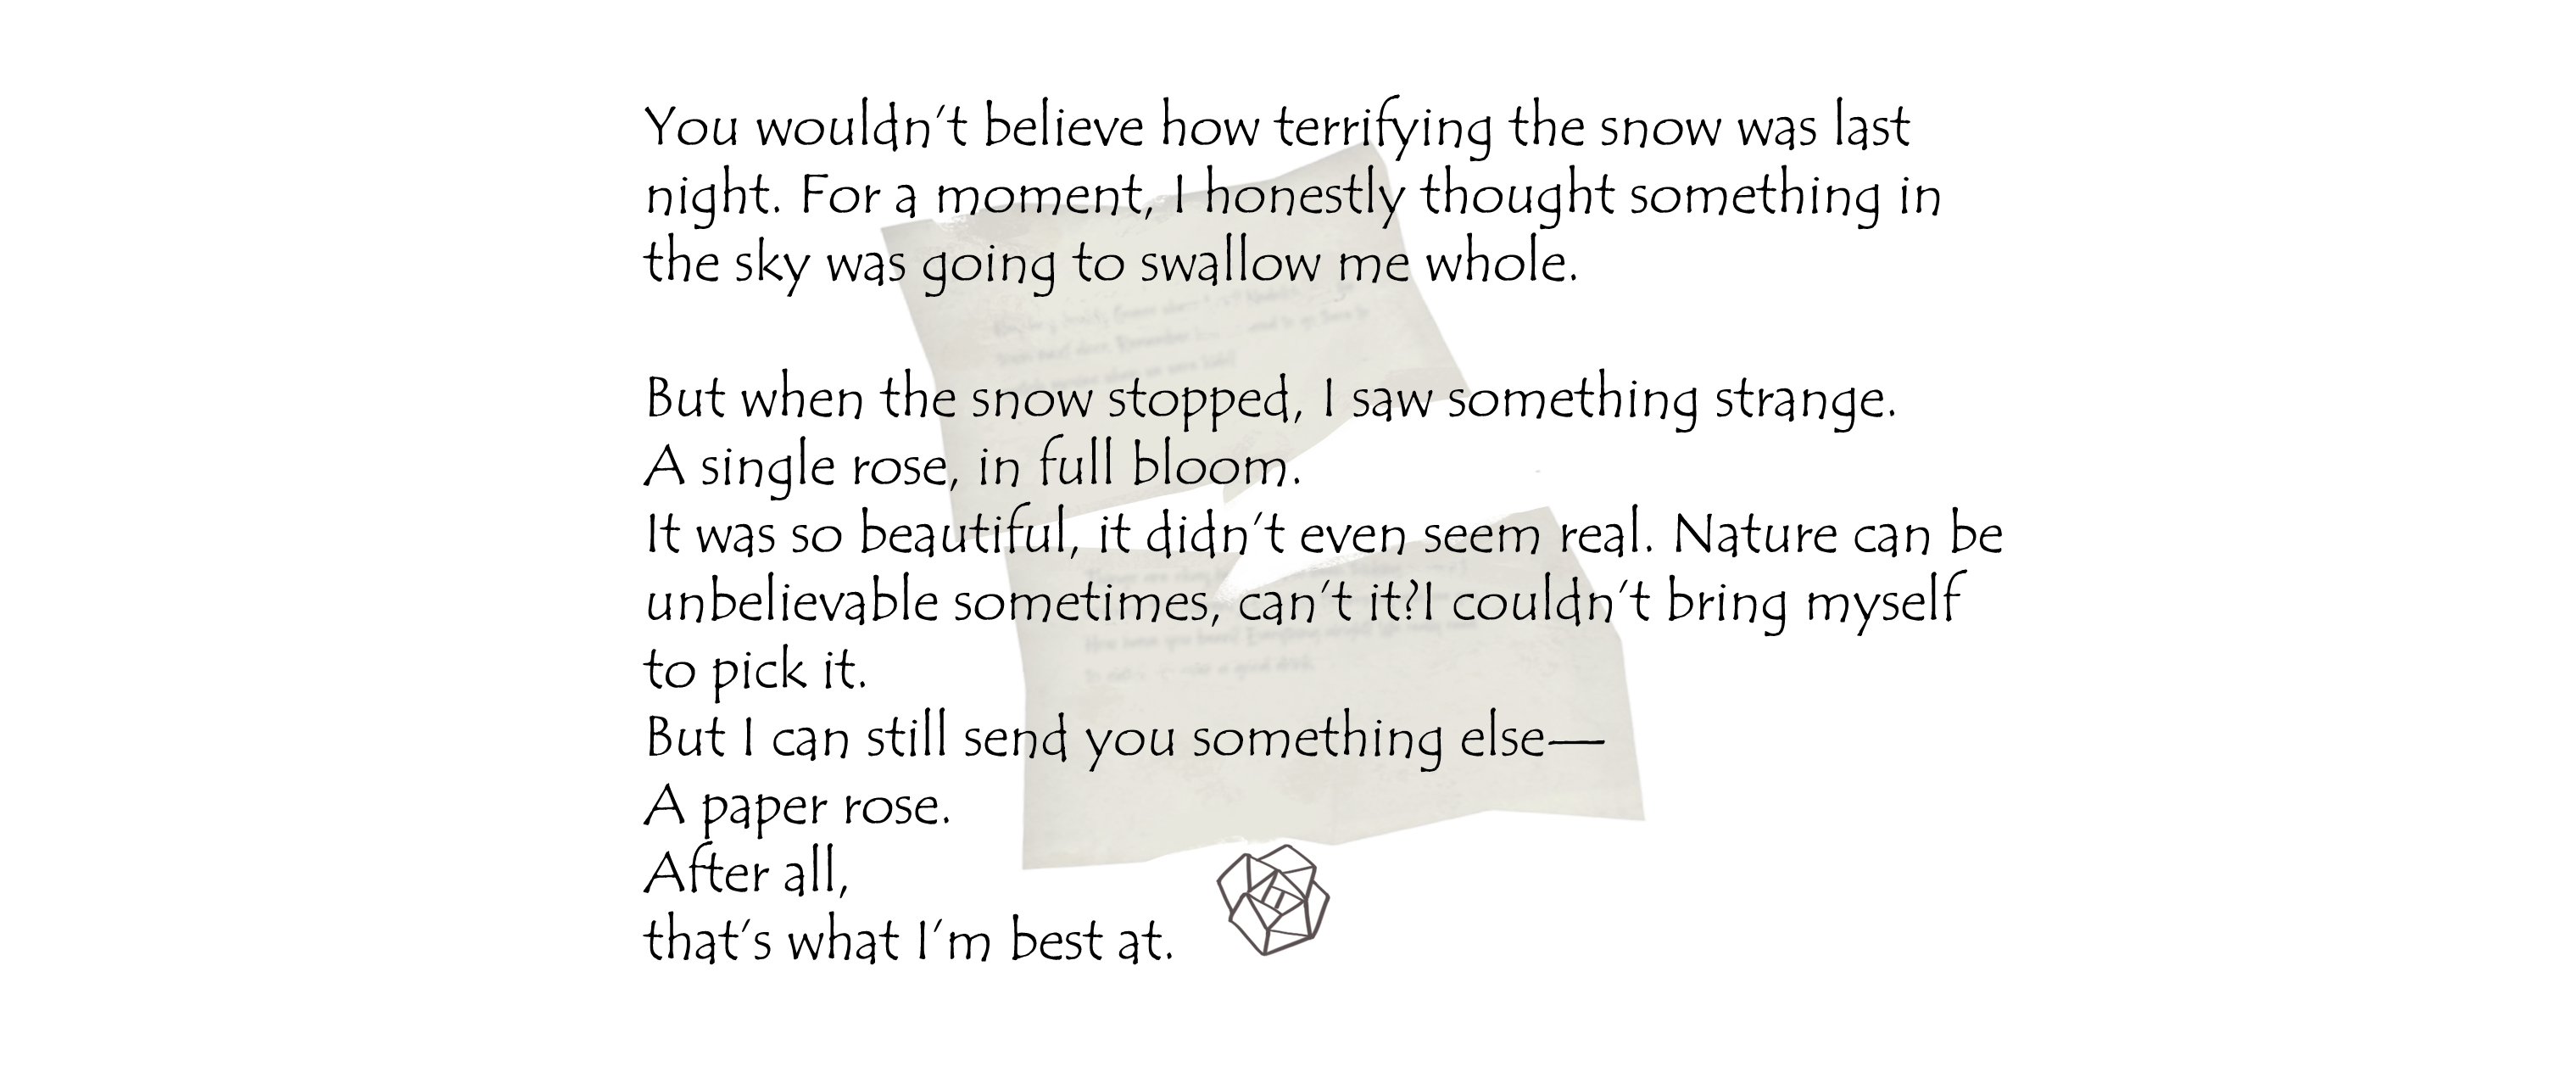 You wouldn't believe how terrifying the snow was last
night. For a moment, I honestly thought something in
the sky was going to swallow me whole.
But when the snow stopped, I saw something strange.
A single rose, in full bloom.
It was so beautiful, it didn't even seem real. Nature can be
unbelievable sometimes, can't it?I couldn't bring myself
to pick it.
But I can still send you something else—
A paper rose.
After all,
that's what I'm best at.